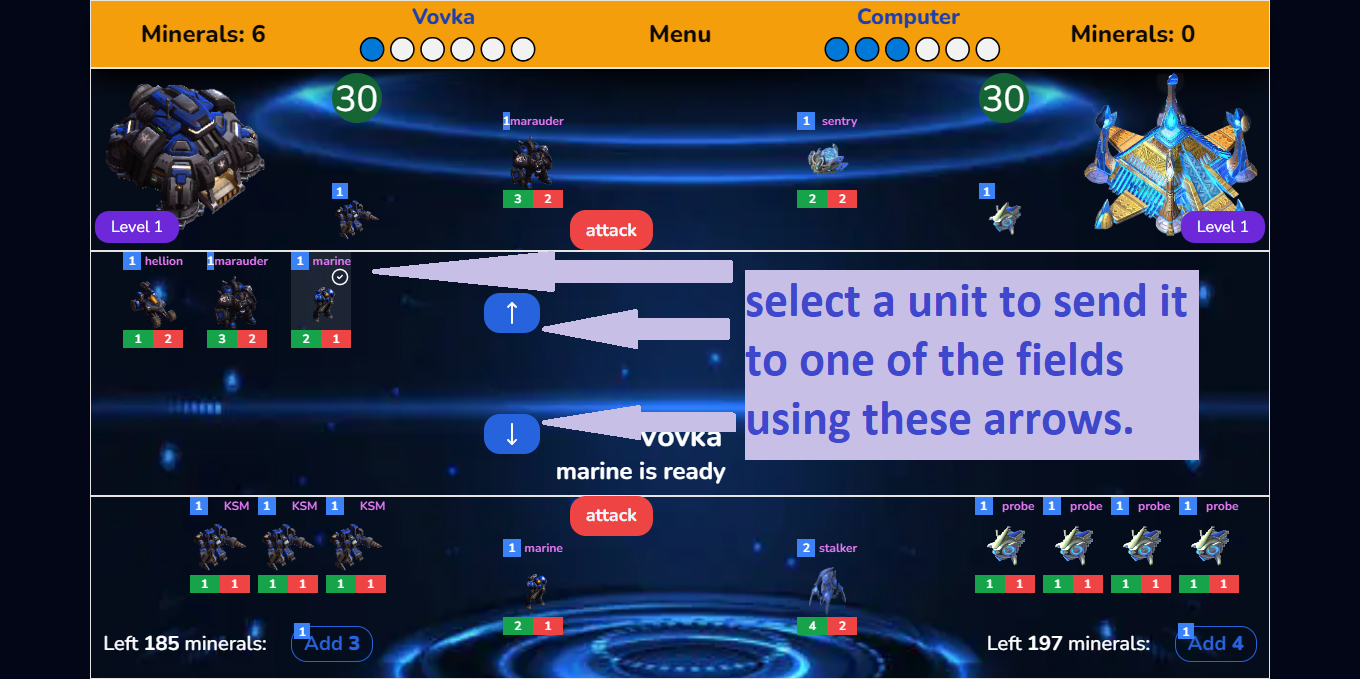 Minerals: 6
Vovka
Menu
Computer
Minerals: 0
30
30
1 marauder
3 2
1 sentry
2 2
1
1
Level 1
Level 1
attack
1 hellion
1 2
1 marauder
3 2
1 marine
2 1
↑
↓
select a unit to send it
to one of the fields
using these arrows.
Vovka
marine is ready
attack
1 KSM
1 1
1 KSM
1 1
1 KSM
1 1
1 marine
2 1
2 stalker
4 2
1 probe
1 1
1 probe
1 1
1 probe
1 1
1 probe
1 1
Left 185 minerals:
1
Add 3
Left 197 minerals:
1
Add 4